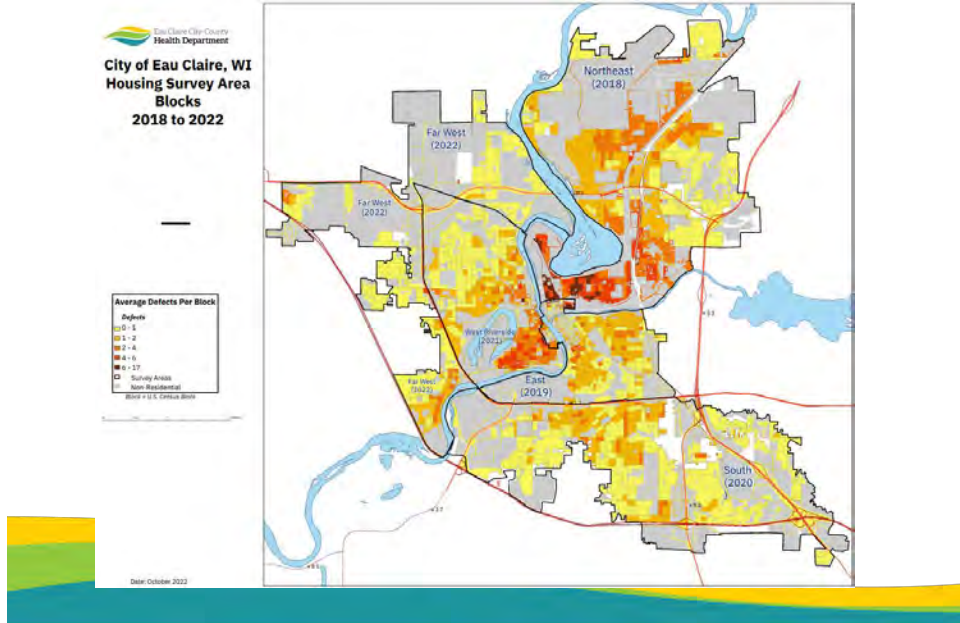 Eau Claire City-County
Health Department
City of Eau Claire, WI
Housing Survey Area
Blocks
2018 to 2022
Average Defects Per Block
Defects
0 - 1
1 - 2
2 - 4
4 - 6
6 - 17
Survey Areas
Non Residential
Block = U.S. Census Block
Date: October 2022
Northeast
(2018)
Far West
(2022)
Far West
(2022)
West Riverside
(2021)
Far West
(2022)
East
(2019)
South
(2020
)